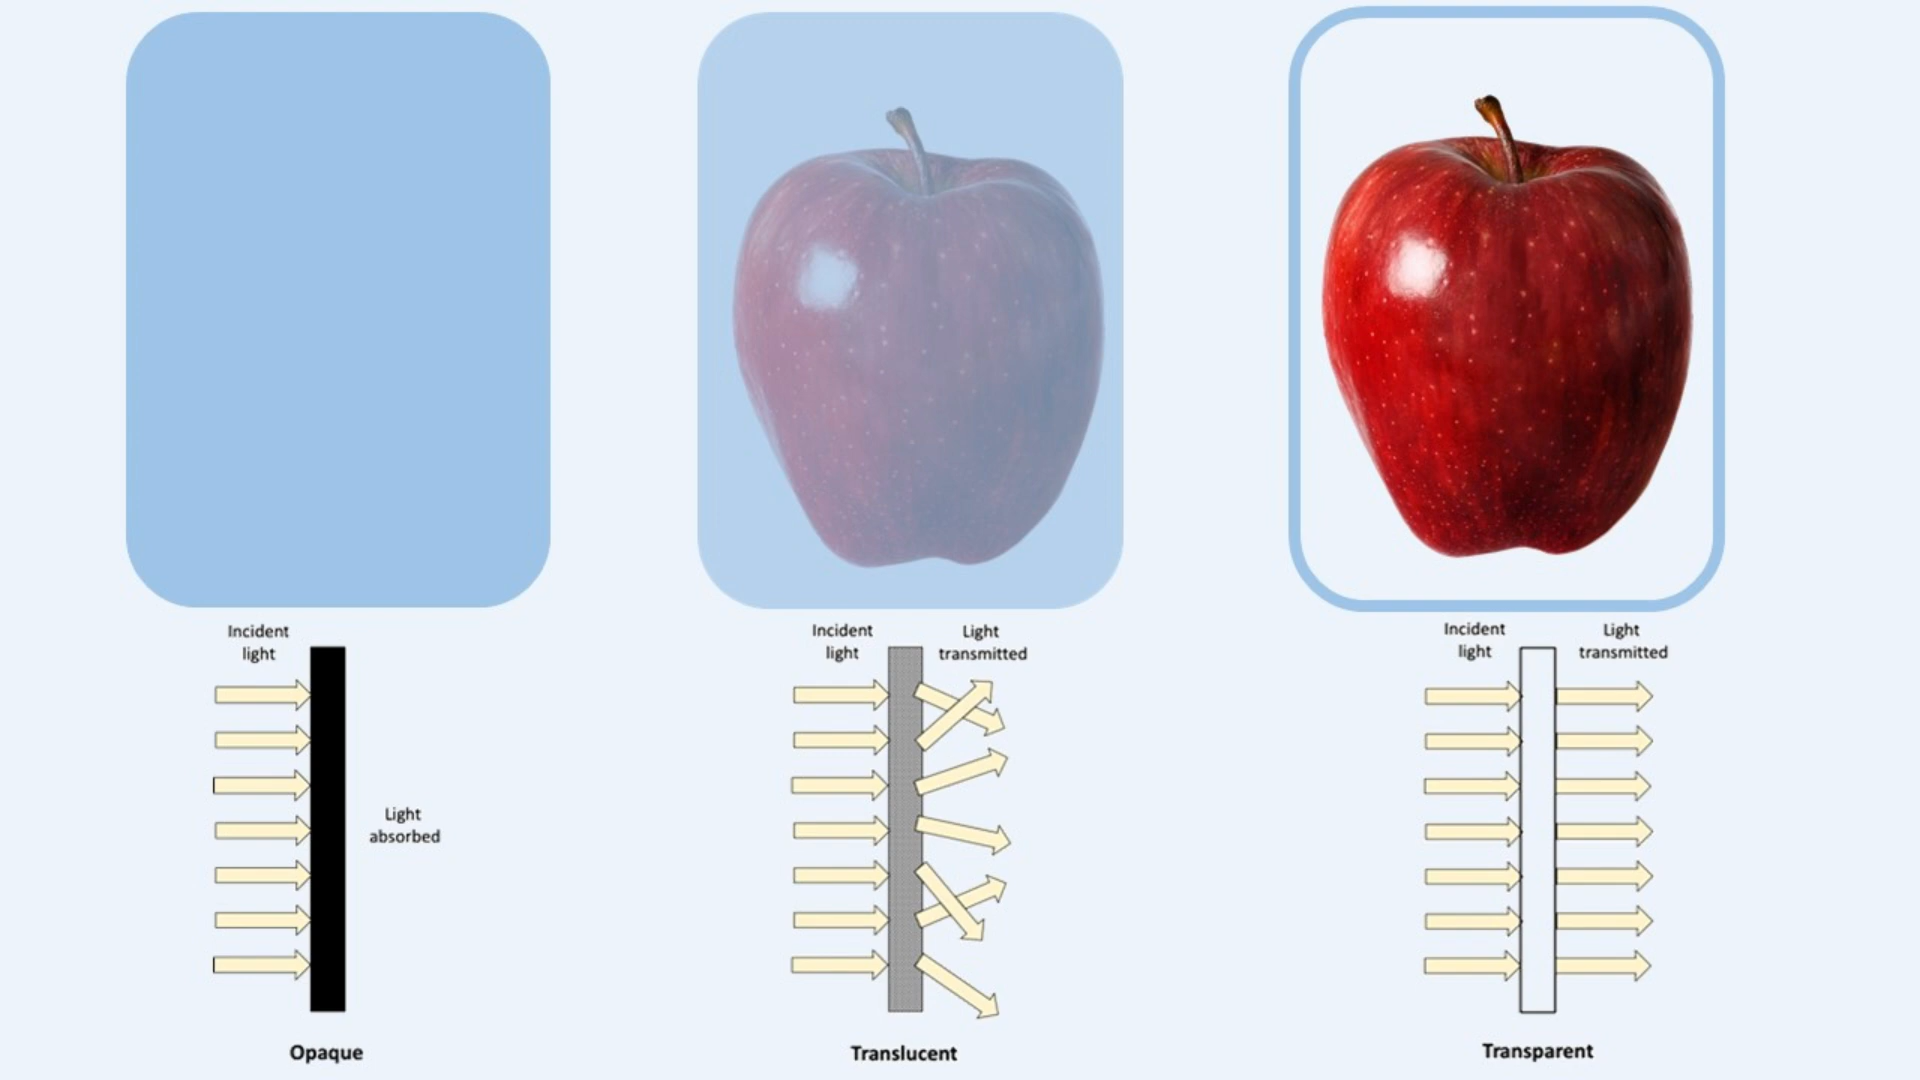 Incident
light
Light
absorbed
Opaque
Incident
light
Light
transmitted
Translucent
Incident
light
Light
transmitted
Transparent